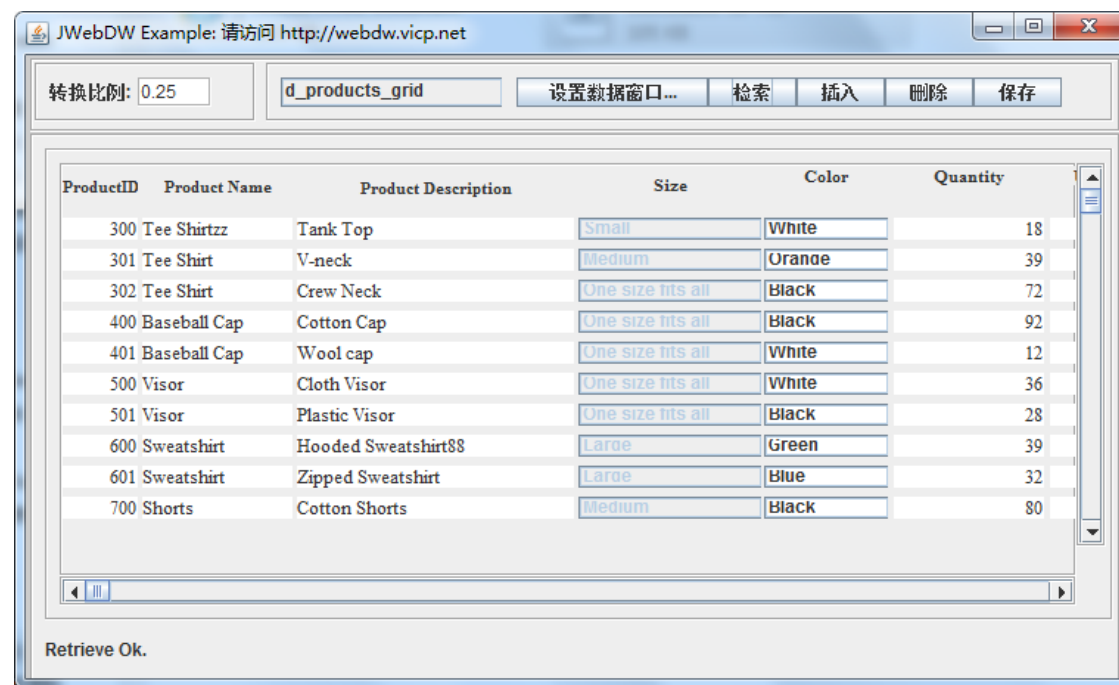 JWebDW Example: 请访问 http://webdw.vicp.net
转换比例: 0.25 d_products_grid 设置数据窗口... 检索 插入 删除 保存
ProductID Product Name Product Description Size Color Quantity
300 Tee Shirtzz Tank Top Small White 18
301 Tee Shirt V-neck Medium Orange 39
302 Tee Shirt Crew Neck One size fits all Black 72
400 Baseball Cap Cotton Cap One size fits all Black 92
401 Baseball Cap Wool cap One size fits all White 12
500 Visor Cloth Visor One size fits all White 36
501 Visor Plastic Visor One size fits all Black 28
600 Sweatshirt Hooded Sweatshirt88 Large Green 39
601 Sweatshirt Zipped Sweatshirt Large Blue 32
700 Shorts Cotton Shorts Medium Black 80
Retrieve Ok.